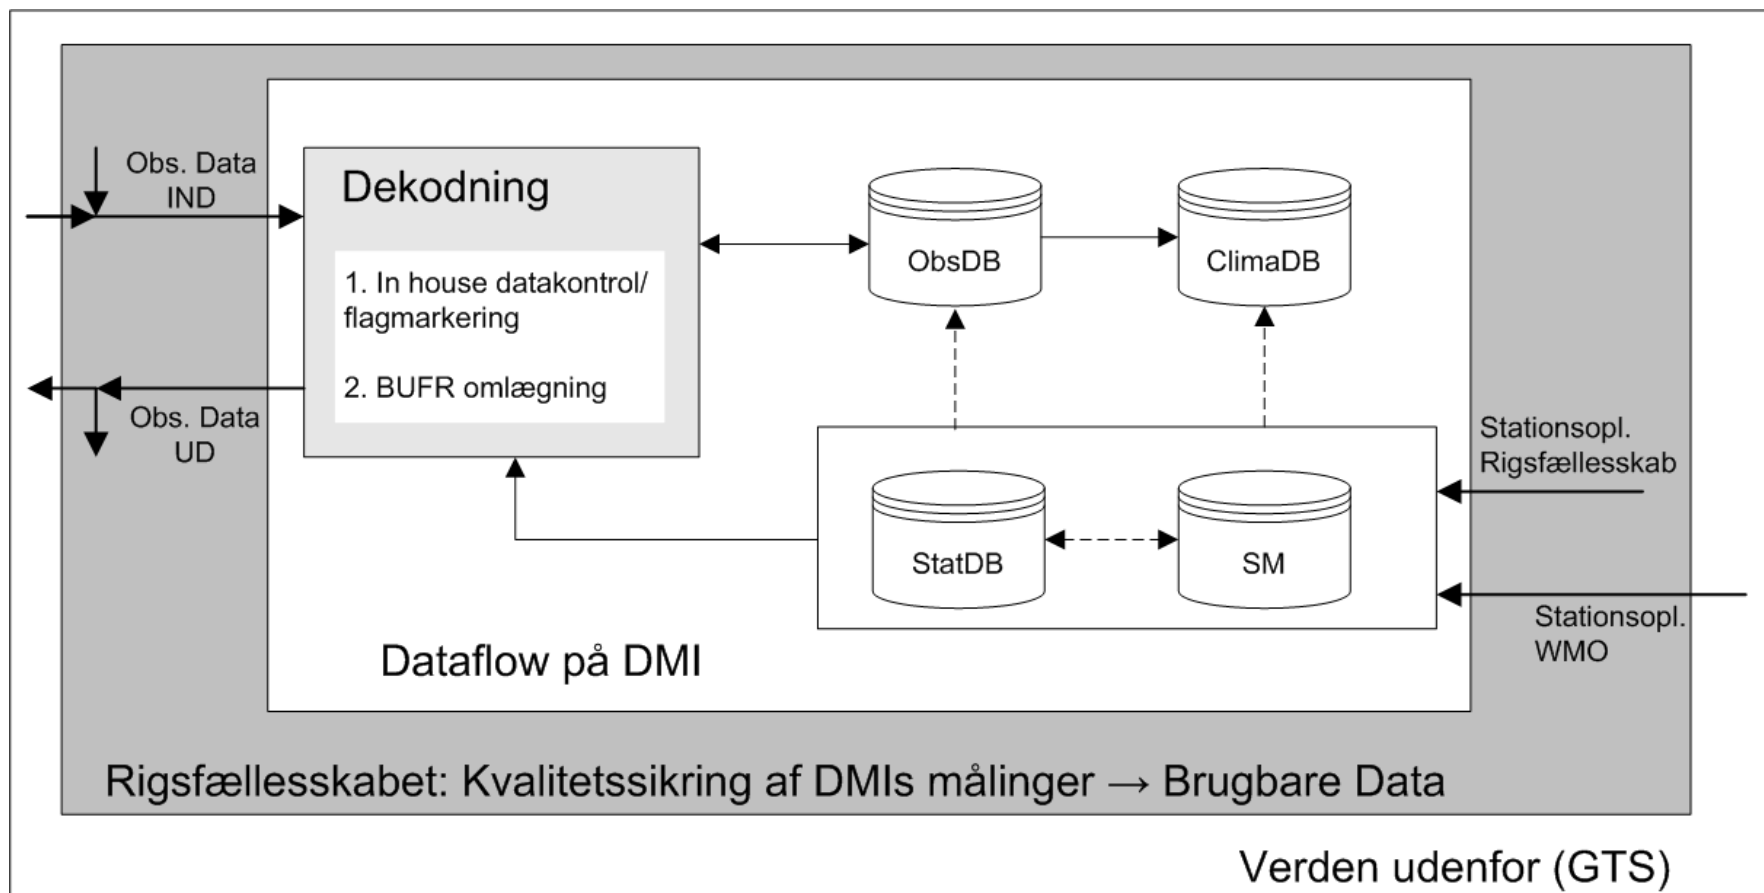 Obs. Data
IND
Dekodning
1. In house datakontrol/
flagmarkering
2. BUFR omlægning
ObsDB
ClimaDB
Obs. Data
UD
Stationsopl.
Rigsfællesskab
StatDB
SM
Stationsopl.
WMO
Dataflow på DMI
Rigsfællesskabet: Kvalitetssikring af DMIs målinger → Brugbare Data
Verden udenfor (GTS)